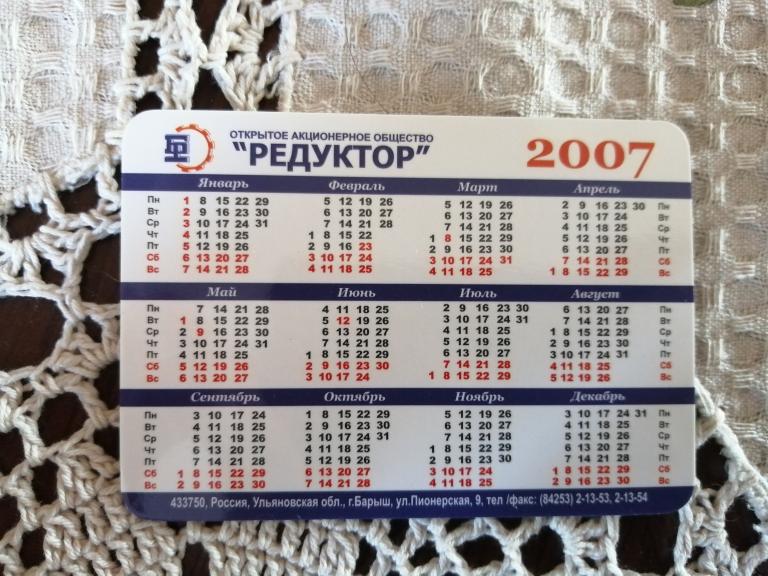 ОТКРЫТОЕ АКЦИОНЕРНОЕ ОБЩЕСТВО
"РЕДУКТОР" 2007
Январь Февраль Март Апрель
Пн 1 8 15 22 29 5 12 19 26 5 12 19 26 2 9 16 23 30 Пн
Вт 2 9 16 23 30 6 13 20 27 6 13 20 27 3 10 17 24 Вт
Ср 3 10 17 24 31 7 14 21 28 7 14 21 28 4 11 18 25 Ср
Чт 4 11 18 25 1 8 15 22 1 8 15 22 29 5 12 19 26 Чт
Пт 5 12 19 26 2 9 16 23 2 9 16 23 30 6 13 20 27 Пт
Сб 6 13 20 27 3 10 17 24 3 10 17 24 31 7 14 21 28 Сб
Вс 7 14 21 28 4 11 18 25 4 11 18 25 1 8 15 22 29 Вс
Май Июнь Июль Август
Пн 7 14 21 28 4 11 18 25 2 9 16 23 30 6 13 20 27 Пн
Вт 1 8 15 22 29 5 12 19 26 3 10 17 24 31 7 14 21 28 Вт
Ср 2 9 16 23 30 6 13 20 27 4 11 18 25 1 8 15 22 29 Ср
Чт 3 10 17 24 31 7 14 21 28 5 12 19 26 2 9 16 23 30 Чт
Пт 4 11 18 25 1 8 15 22 29 6 13 20 27 3 10 17 24 31 Пт
Сб 5 12 19 26 2 9 16 23 30 7 14 21 28 4 11 18 25 Сб
Вс 6 13 20 27 3 10 17 24 1 8 15 22 29 5 12 19 26 Вс
Сентябрь Октябрь Ноябрь Декабрь
Пн 3 10 17 24 1 8 15 22 29 5 12 19 26 3 10 17 24 31 Пн
Вт 4 11 18 25 2 9 16 23 30 6 13 20 27 4 11 18 25 Вт
Ср 5 12 19 26 3 10 17 24 31 7 14 21 28 5 12 19 26 Ср
Чт 6 13 20 27 4 11 18 25 1 8 15 22 29 6 13 20 27 Чт
Пт 7 14 21 28 5 12 19 26 2 9 16 23 30 7 14 21 28 Пт
Сб 1 8 15 22 29 6 13 20 27 3 10 17 24 1 8 15 22 29 Сб
Вс 2 9 16 23 30 7 14 21 28 4 11 18 25 2 9 16 23 30 Вс
433750, Россия, Ульяновская обл., г.Барыш, ул.Пионерская, 9, тел /факс: (84253) 2-13-53, 2-13-54